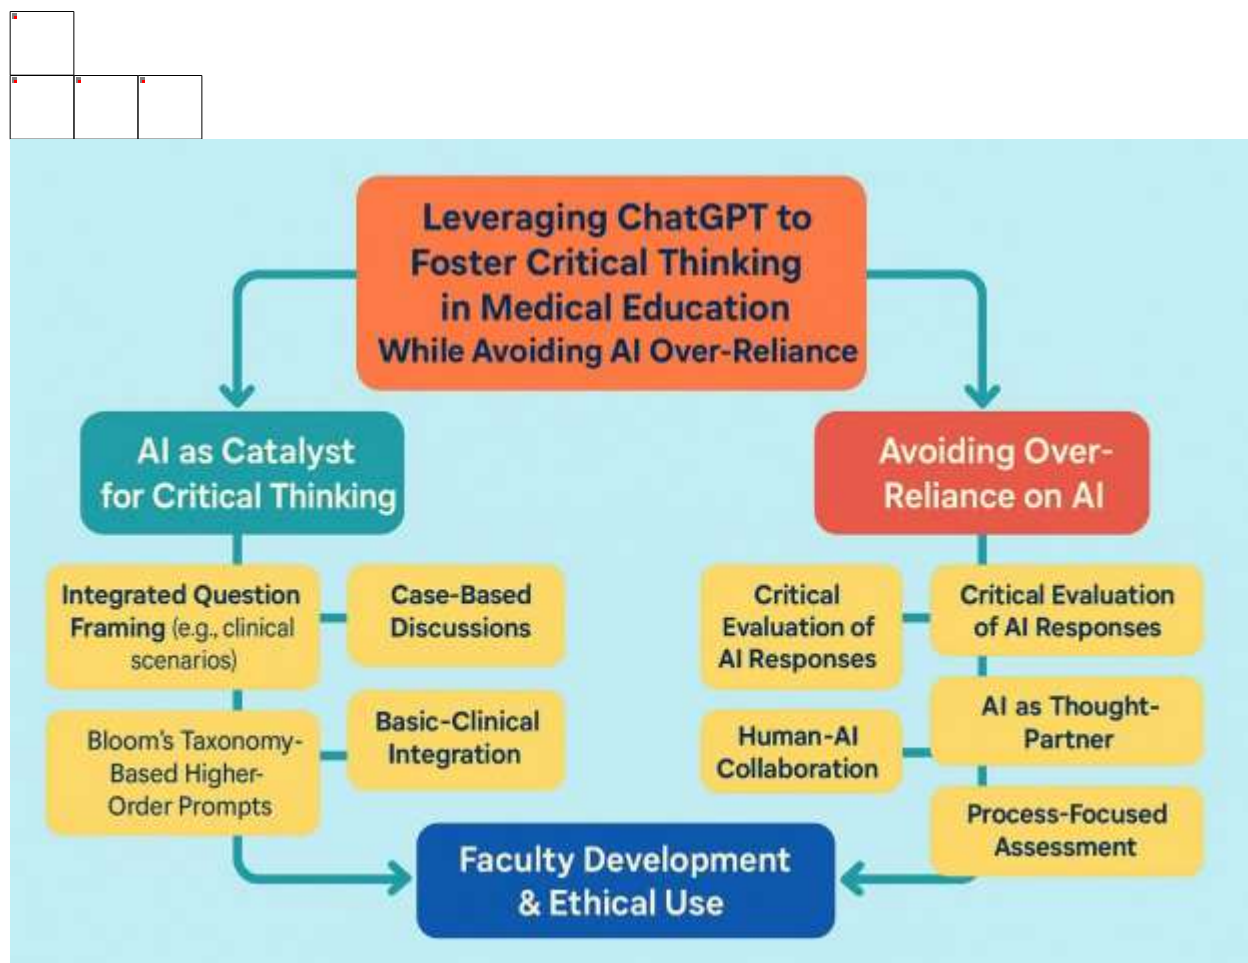 Leveraging ChatGPT to
Foster Critical Thinking
in Medical Education
While Avoiding AI Over-Reliance
AI as Catalyst
for Critical Thinking
Avoiding Over-
Reliance on AI
Integrated Question
Framing (e.g., clinical
scenarios)
Case-Based
Discussions
Bloom's Taxonomy-
Based Higher-
Order Prompts
Basic-Clinical
Integration
Critical
Evaluation of
AI Responses
Critical Evaluation
of AI Responses
Human-AI
Collaboration
AI as Thought-
Partner
Process-Focused
Assessment
Faculty Development
& Ethical Use